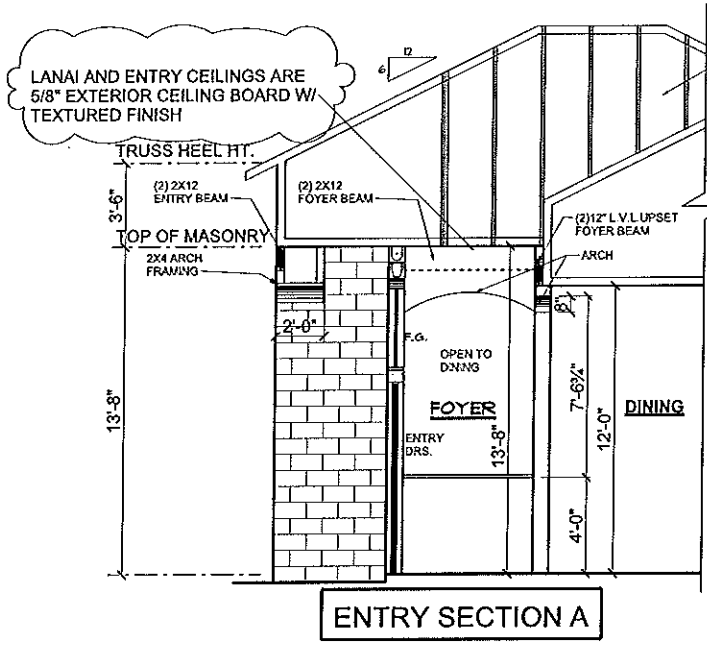 12
6
LANAI AND ENTRY CEILINGS ARE
5/8" EXTERIOR CEILING BOARD W/
TEXTURED FINISH
TRUSS HEEL HT.
3'-6"
(2) 2X12
ENTRY BEAM
(2) 2X12
FOYER BEAM
(2)12" L.V.L UPSET
FOYER BEAM
TOP OF MASONRY
2X4 ARCH
FRAMING
ARCH
8"
2'-0"
F.G.
OPEN TO
DINING
FOYER
DINING
ENTRY
DRS.
13'-8"
13'-8"
7'-6¾"
12'-0"
4'-0"
ENTRY SECTION A